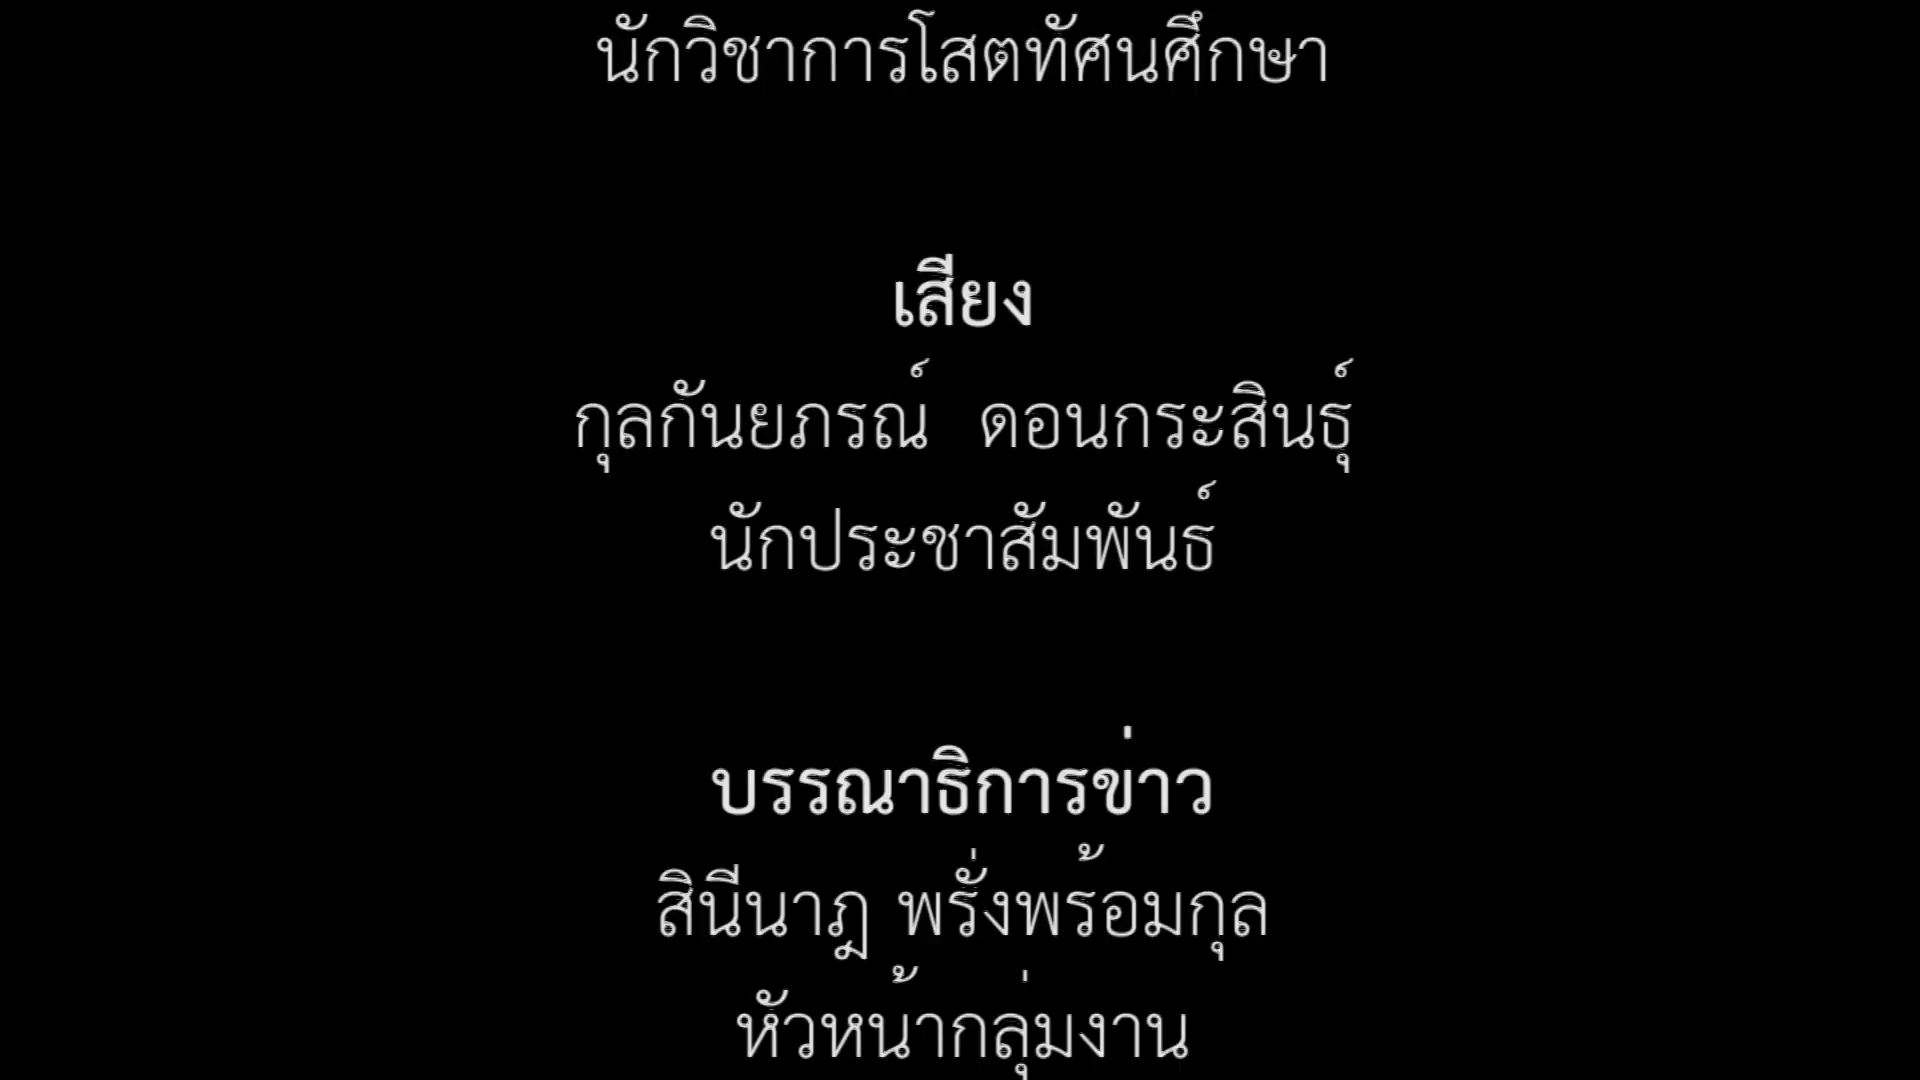 นักวิชาการโสตทัศนศึกษา
เสียง
กุลกันยภรณ์ ดอนกระสินธุ์
นักประชาสัมพันธ์
บรรณาธิการข่าว
สินีนาฎ พรั่งพร้อมกุล
หัวหน้ากลุ่มงาน